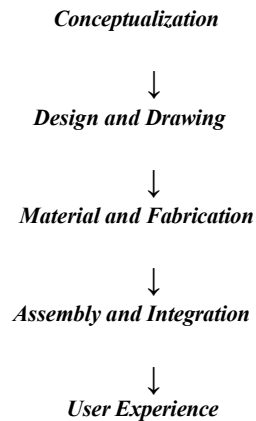 Conceptualization
↓
Design and Drawing
↓
Material and Fabrication
↓
Assembly and Integration
↓
User Experience